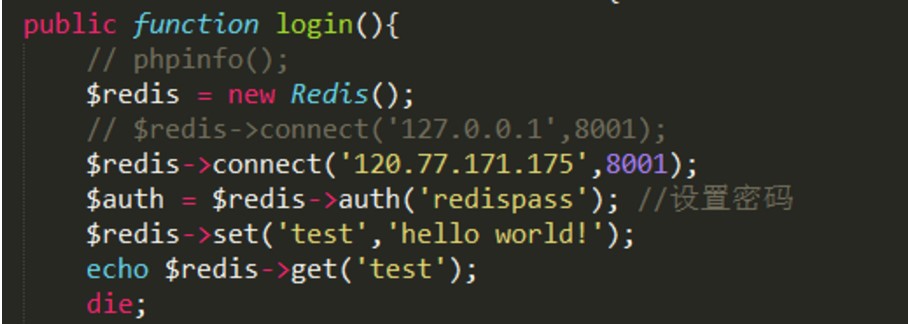 public function login(){
// phpinfo();
$redis = new Redis();
// $redis->connect('127.0.0.1',8001);
$redis->connect('120.77.171.175',8001);
$auth = $redis->auth('redispass'); //设置密码
$redis->set('test','hello world!');
echo $redis->get('test');
die;